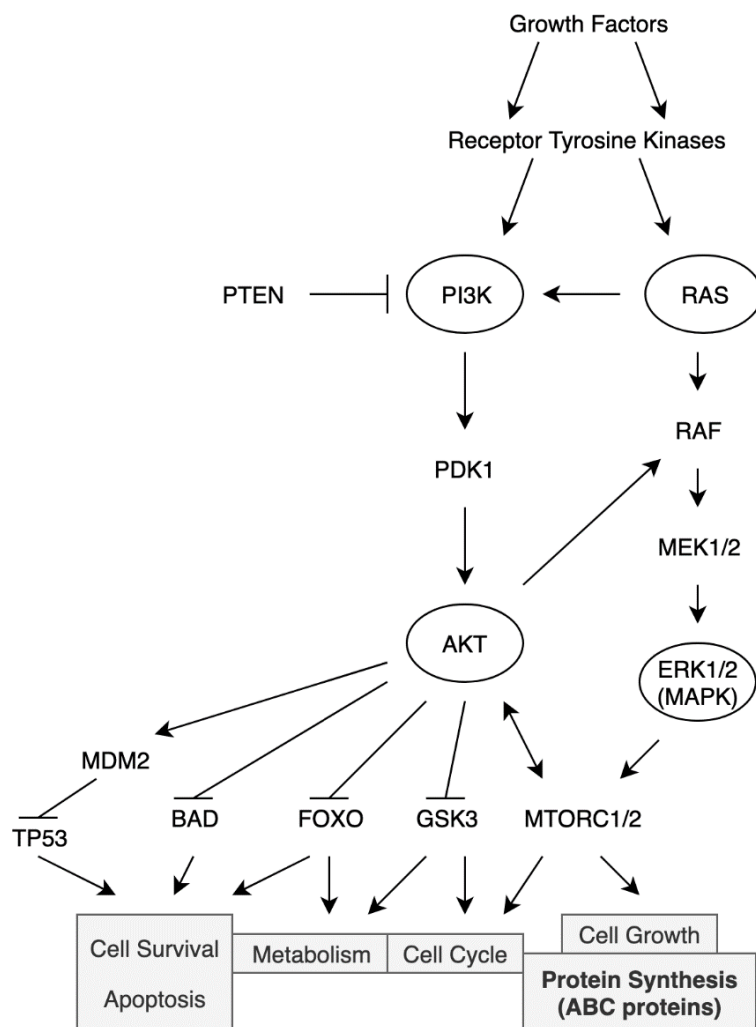 Growth Factors
Receptor Tyrosine Kinases
PTEN
PI3K
RAS
RAF
PDK1
MEK1/2
AKT
ERK1/2
(MAPK)
MDM2
TP53
BAD
FOXO
GSK3
MTORC1/2
Cell Survival
Apoptosis
Metabolism
Cell Cycle
Cell Growth
Protein Synthesis
(ABC proteins)